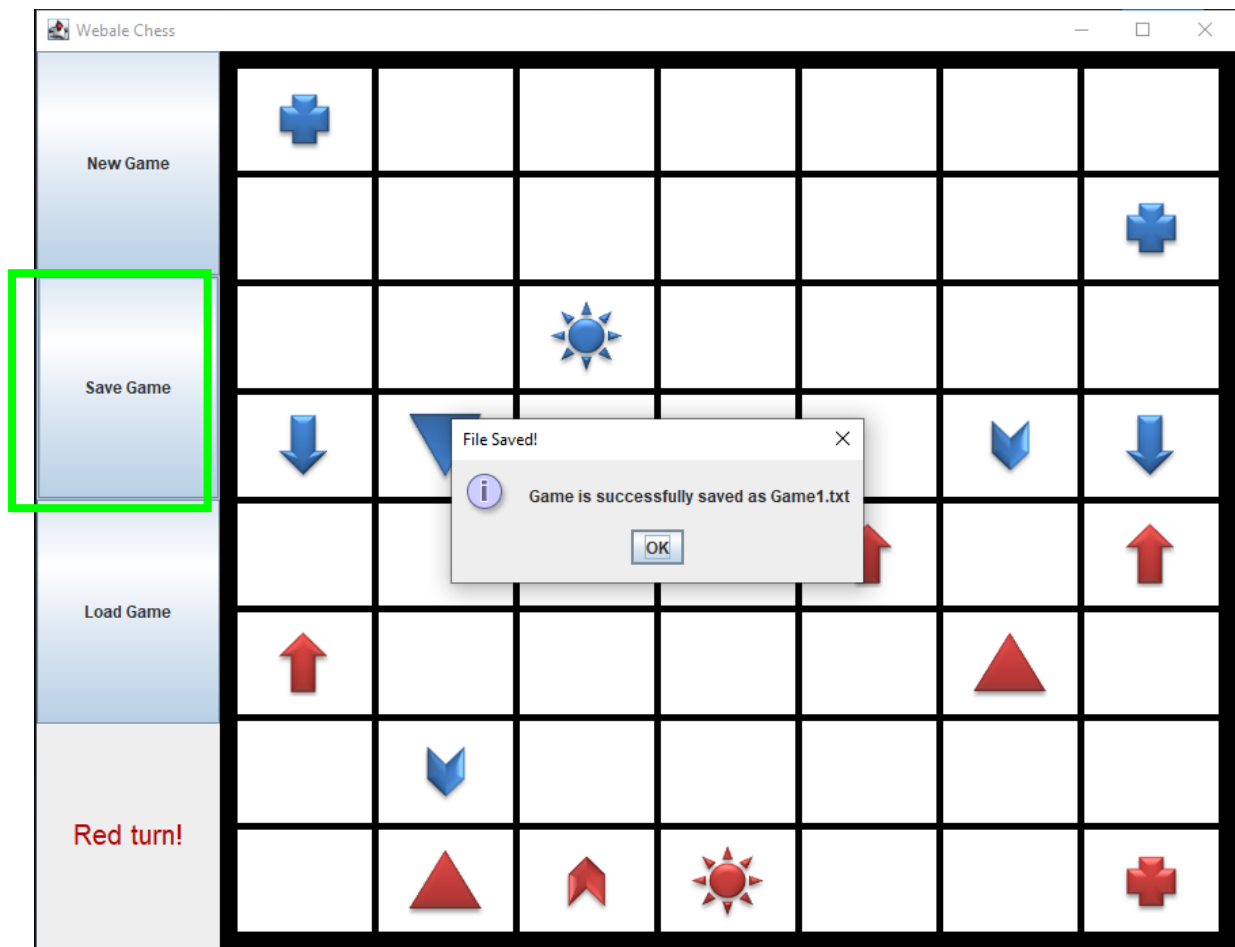 Webale Chess
New Game
Save Game
File Saved!
Game is successfully saved as Game1.txt
OK
Load Game
Red turn!